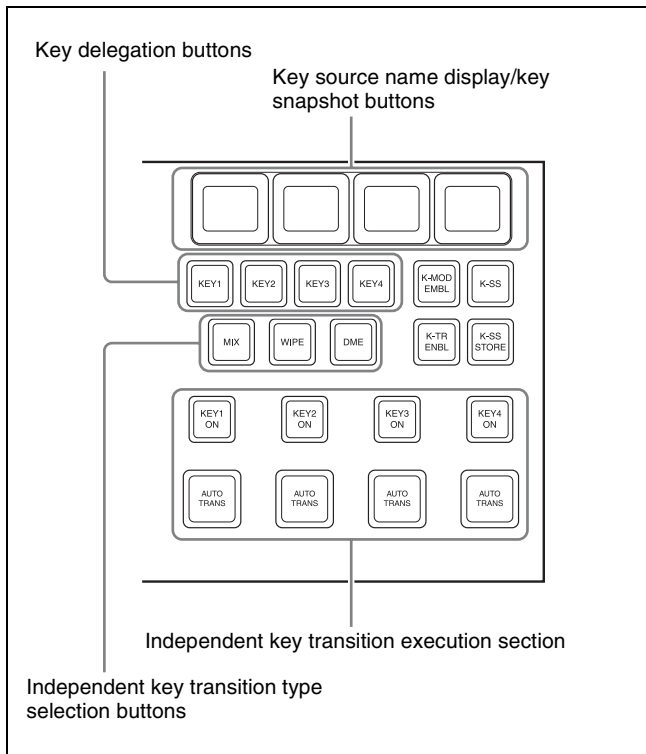 Key delegation buttons
Key source name display/key
snapshot buttons
KEY1 KEY2 KEY3 KEY4
K-MOD
EMBL
K-SS
MIX WIPE DME
K-TR
ENBL
K-SS
STORE
KEY1
ON
KEY2
ON
KEY3
ON
KEY4
ON
AUTO
TRANS
AUTO
TRANS
AUTO
TRANS
AUTO
TRANS
Independent key transition execution section
Independent key transition type
selection buttons